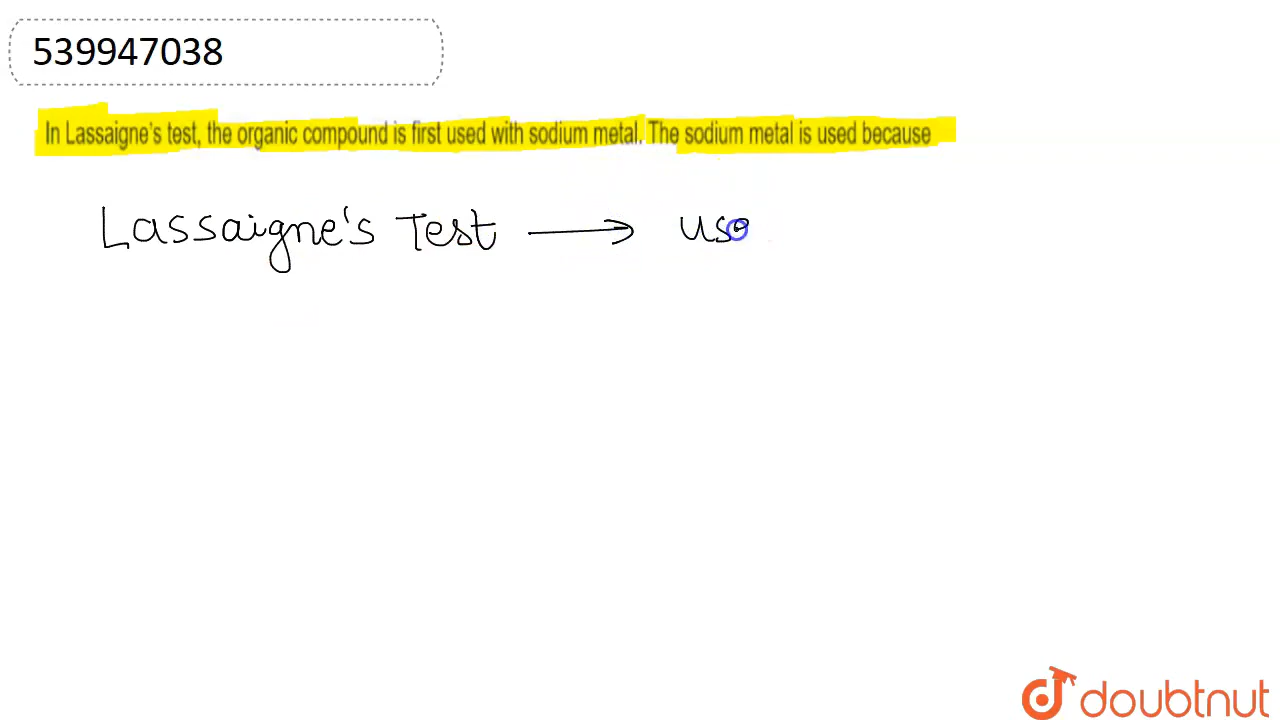 539947038
In Lassaigne's test, the organic compound is first used with sodium metal. The sodium metal is used because
Lassaigne's Test → use
doubtnut